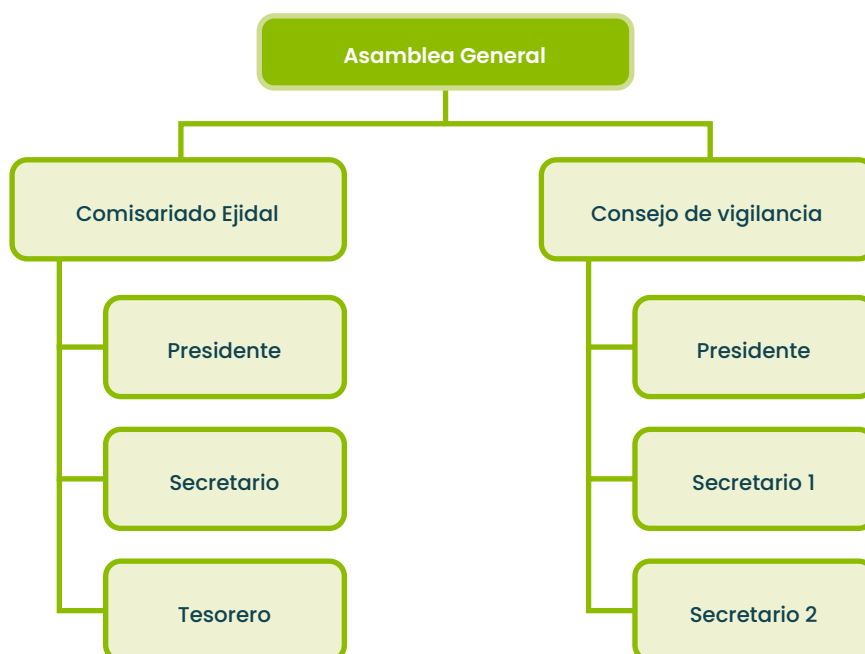 Asamblea General
Comisariado Ejidal
Presidente
Secretario
Tesorero
Consejo de vigilancia
Presidente
Secretario 1
Secretario 2